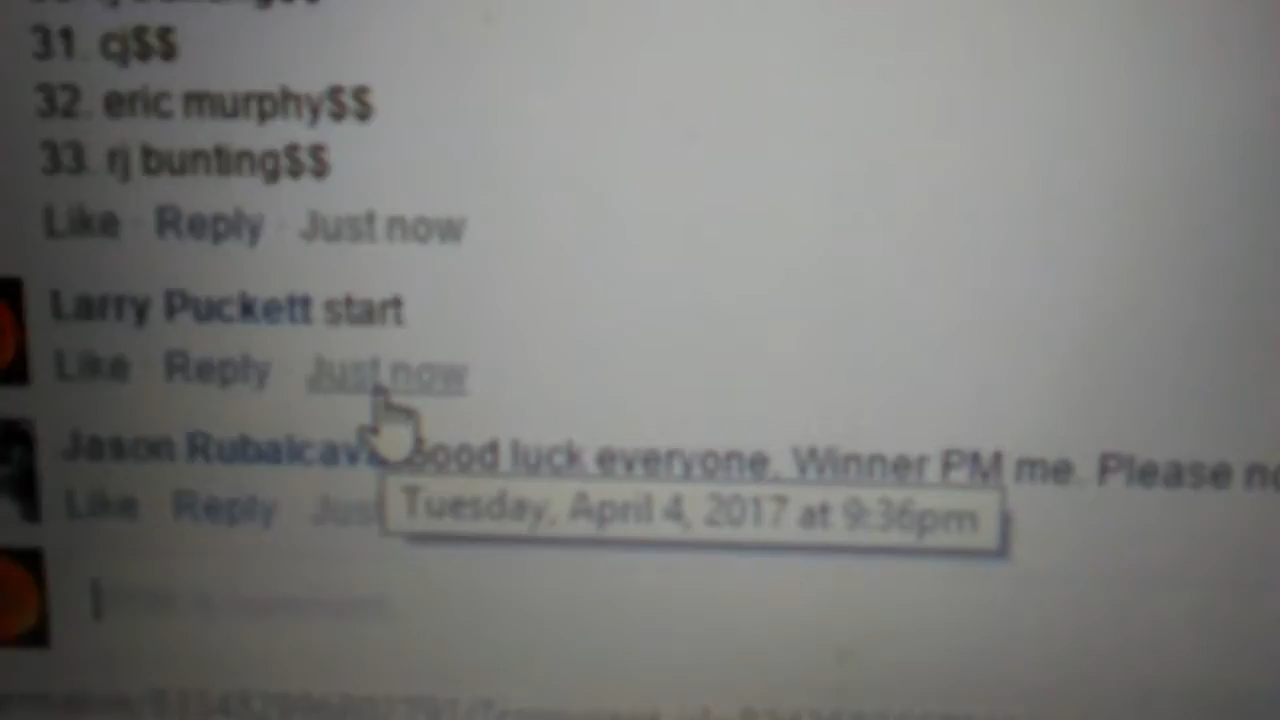 31. cj$$
32. eric murphy$$
33. rj bunting$$
Like · Reply · Just now
Larry Puckett start
Like Reply Just now
Jason Rubalcava Good luck everyone. Winner PM me. Please
Like Reply Jus
Tuesday, April 4, 2017 at 9:36pm